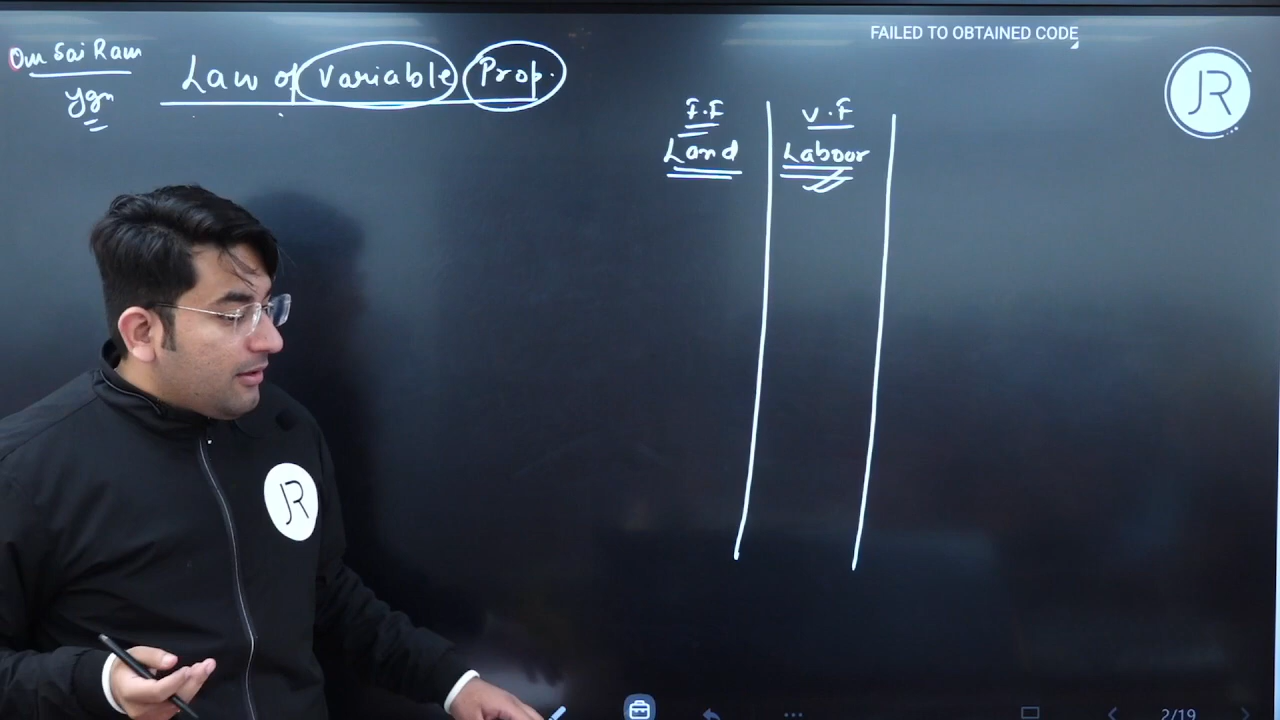 Om Sai Ram
Ygn
Law of Variable Prop.
FAILED TO OBTAINED CODE
JR
F.F
V.F
Land
Labour
JR
2/19